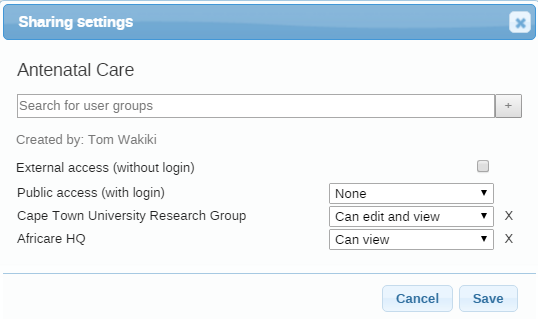 Sharing settings
Antenatal Care
Search for user groups +
Created by: Tom Wakiki
External access (without login)
Public access (with login) None
Cape Town University Research Group Can edit and view X
Africare HQ Can view X
Cancel Save